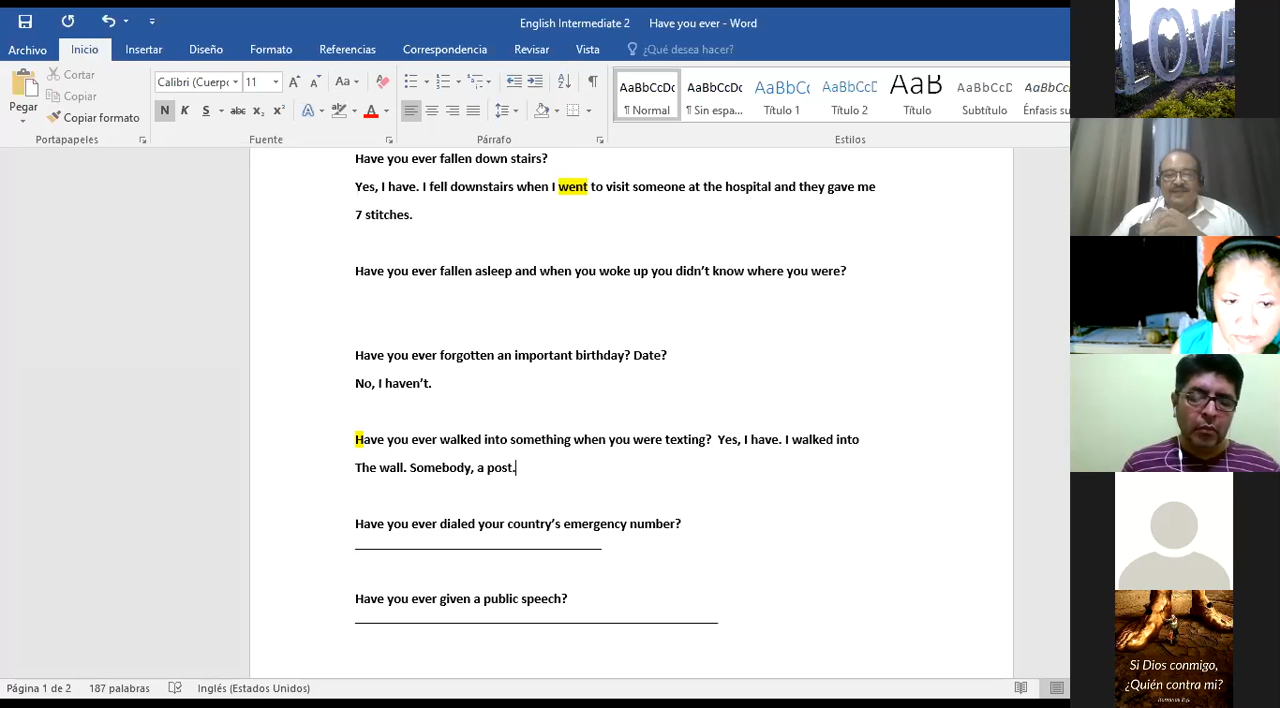 English Intermediate 2 Have you ever - Word
Archivo Inicio Insertar Diseño Formato Referencias Correspondencia Revisar Vista ¿Qué desea hacer?
Pegar
Cortar
Copiar
Copiar formato
Calibri (Cuerpo 11
N K S abc x₂ x²
AaBbCcDc AaBbCcDc AaBbCc AaBbCc AaB AaBbCcD AaBbCc
¶ Normal ¶ Sin espa... Título 1 Título 2 Título Subtítulo Énfasis su
Portapapeles Fuente Párrafo Estilos
Have you ever fallen down stairs?
Yes, I have. I fell downstairs when I went to visit someone at the hospital and they gave me
7 stitches.
Have you ever fallen asleep and when you woke up you didn’t know where you were?
Have you ever forgotten an important birthday? Date?
No, I haven’t.
Have you ever walked into something when you were texting?  Yes, I have. I walked into
The wall. Somebody, a post.
Have you ever dialed your country’s emergency number?
Have you ever given a public speech?
Página 1 de 2 187 palabras Inglés (Estados Unidos)
LOVE
Si Dios conmigo,
¿Quién contra mi?